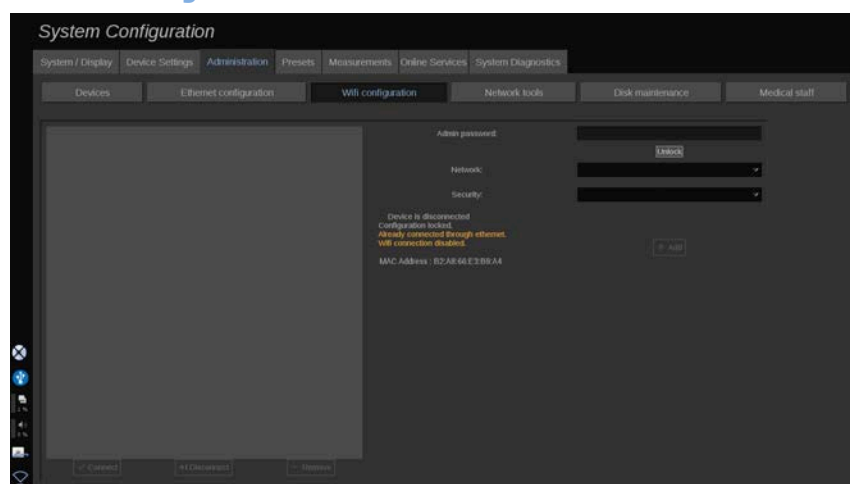 System Configuration
System / Display Device Settings Administration Presets Measurements Online Services System Diagnostics
Devices Ethernet configuration Wifi configuration Network tools Disk maintenance Medical staff
Admin password:
Unlock
Network:
Security:
Device is disconnected
Configuration locked.
Already connected through ethernet.
Wifi connection disabled.
+ Add
MAC Address : B2:A8:66:E3:B9:A4
Connect Disconnect Remove